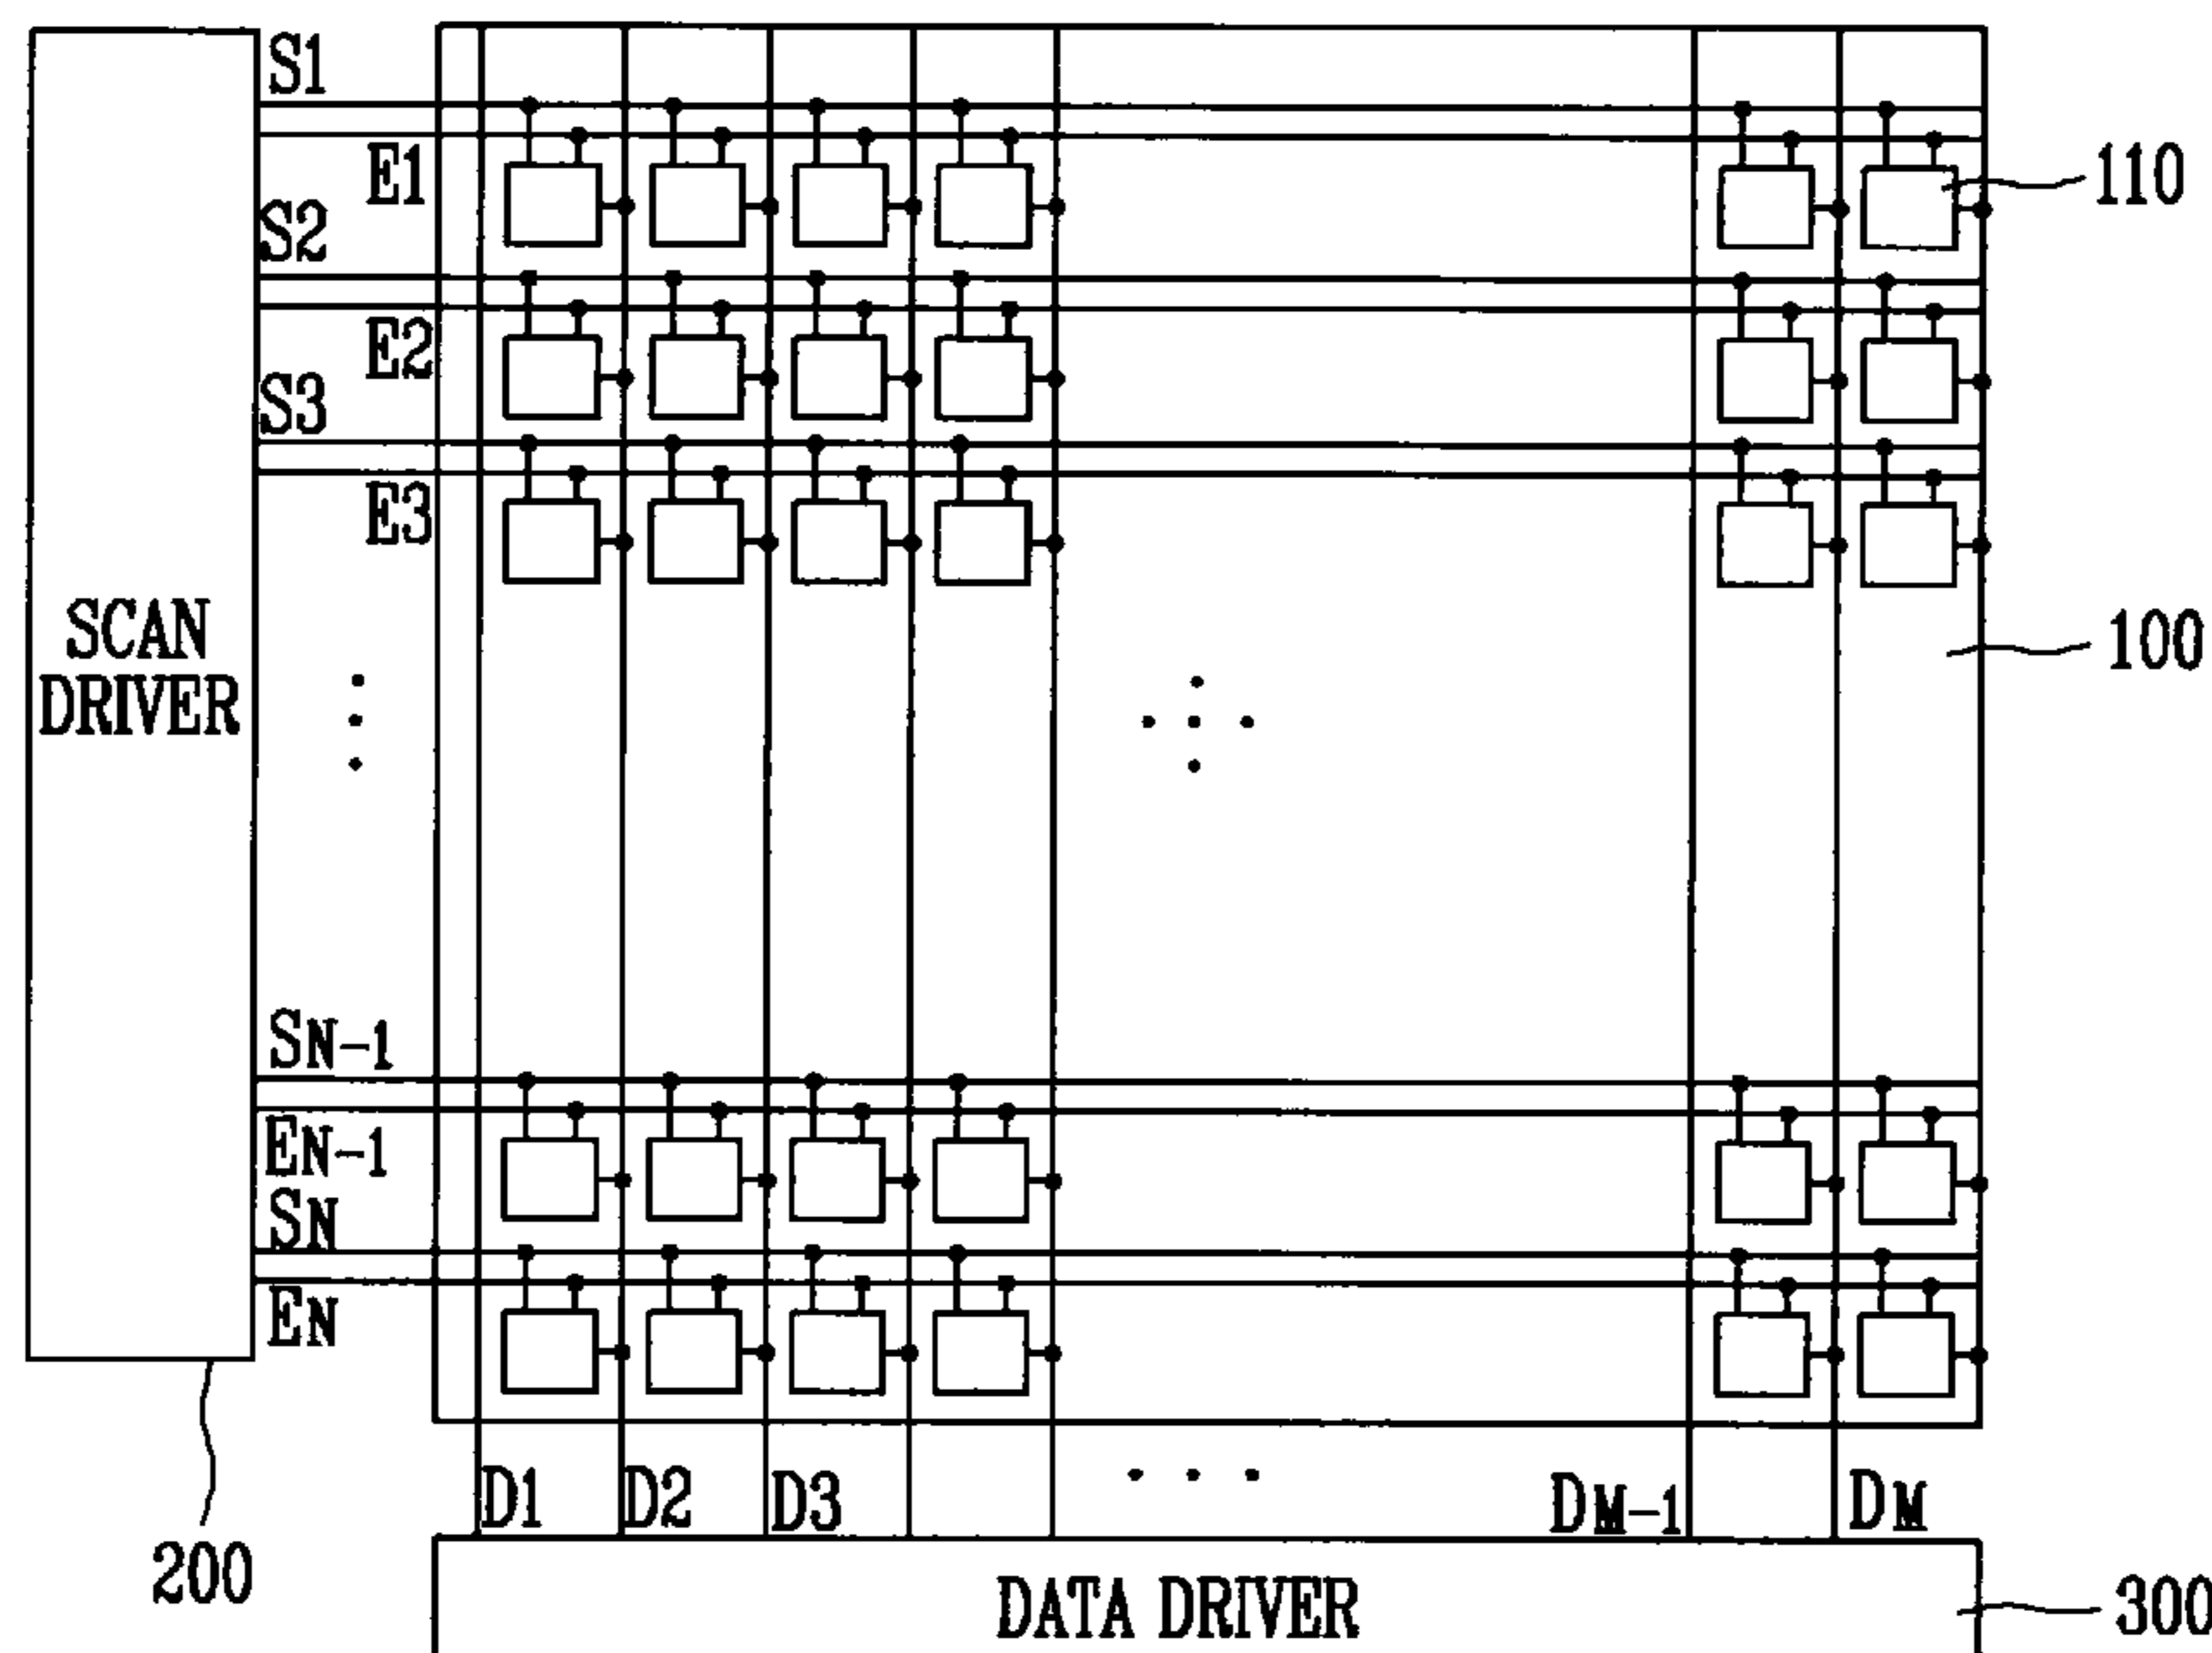 S1
E1
110
S2
E2
S3
E3
SCAN
DRIVER
100
SN-1
EN-1
SN
EN
D1 D2 D3 DM-1 DM
200
DATA DRIVER
300